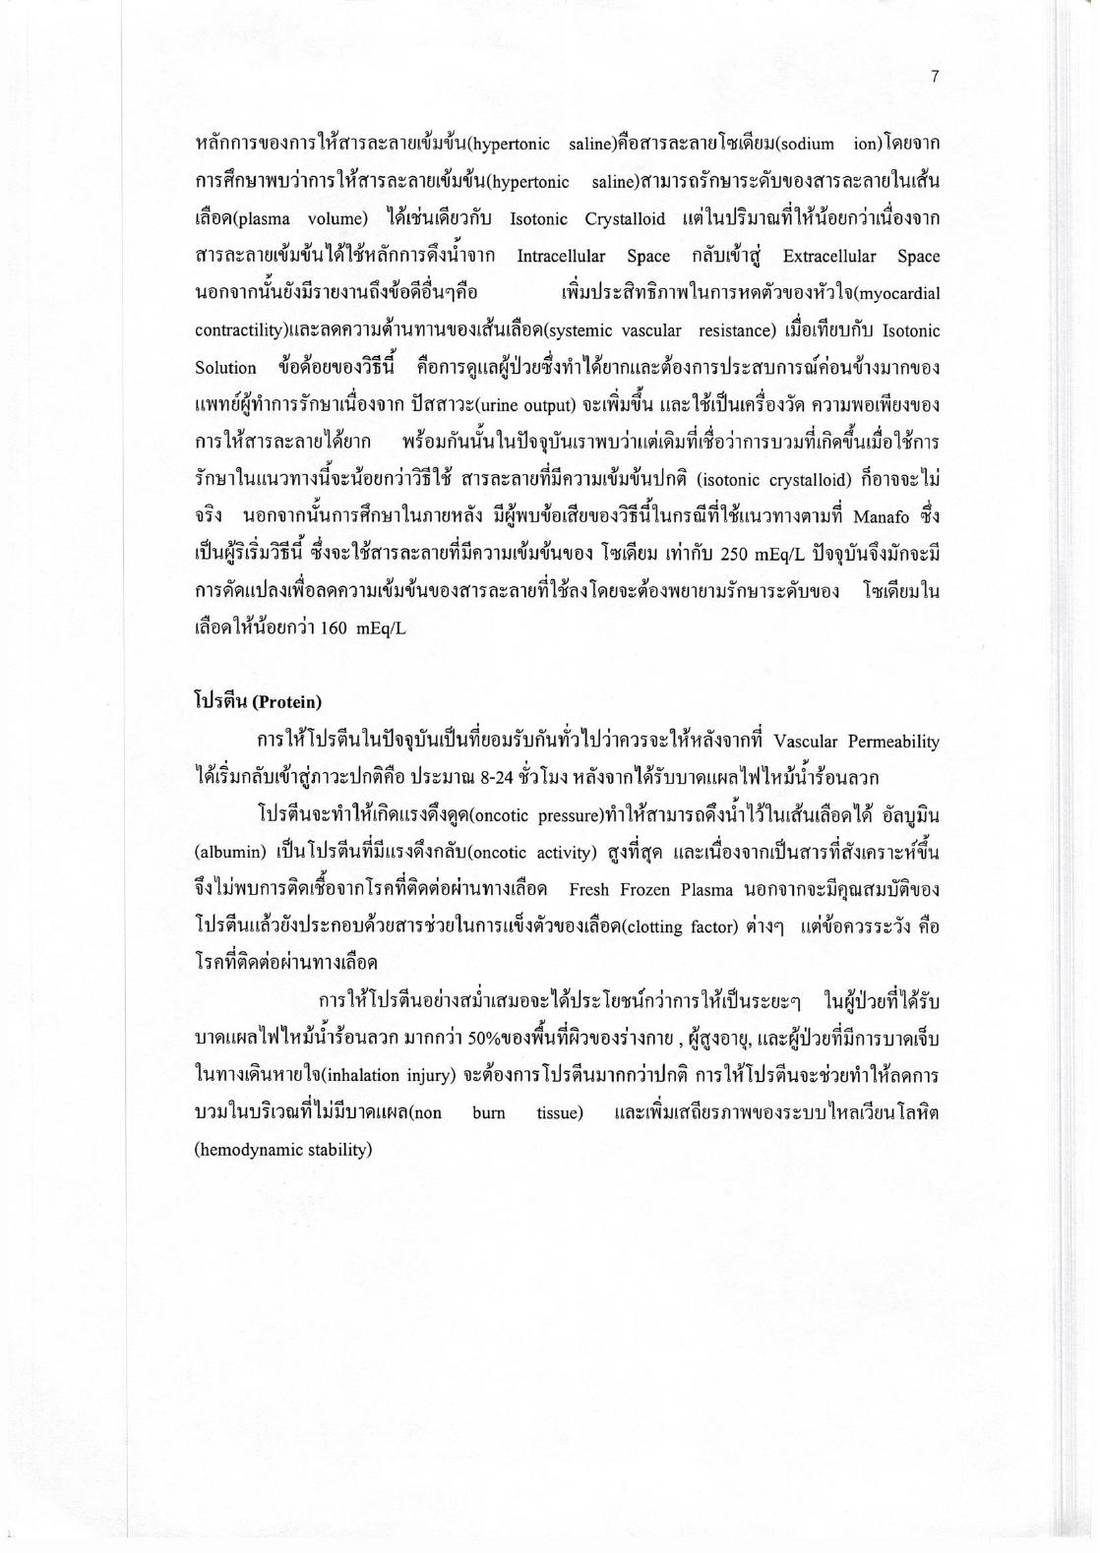 7
หลักการของการให้สารละลายเข้มข้น(hypertonic saline)คือสารละลายโซเดียม(sodium ion)โดยจาก
การศึกษาพบว่าการให้สารละลายเข้มข้น(hypertonic saline)สามารถรักษาระดับของสารละลายในเส้น
เลือด(plasma volume) ได้เช่นเดียวกับ Isotonic Crystalloid แต่ในปริมาณที่ให้น้อยกว่าเนื่องจาก
สารละลายเข้มข้นได้ใช้หลักการดึงน้ำจาก Intracellular Space กลับเข้าสู่ Extracellular Space
นอกจากนั้นยังมีรายงานถึงข้อดีอื่นๆคือ เพิ่มประสิทธิภาพในการหดตัวของหัวใจ(myocardial
contractility)และลดความต้านทานของเส้นเลือด(systemic vascular resistance) เมื่อเทียบกับ Isotonic
Solution ข้อด้อยของวิธีนี้ คือการดูแลผู้ป่วยซึ่งทำได้ยากและต้องการประสบการณ์ค่อนข้างมากของ
แพทย์ผู้ทำการรักษาเนื่องจาก ปัสสาวะ(urine output) จะเพิ่มขึ้น และใช้เป็นเครื่องวัด ความพอเพียงของ
การให้สารละลายได้ยาก พร้อมกันนั้นในปัจจุบันเราพบว่าแต่เดิมที่เชื่อว่าการบวมที่เกิดขึ้นเมื่อใช้การ
รักษาในแนวทางนี้จะน้อยกว่าวิธีใช้ สารละลายที่มีความเข้มข้นปกติ (isotonic crystalloid) ก็อาจจะไม่
จริง นอกจากนั้นการศึกษาในภายหลัง มีผู้พบข้อเสียของวิธีนี้ในกรณีที่ใช้แนวทางตามที่ Manafo ซึ่ง
เป็นผู้ริเริ่มวิธีนี้ ซึ่งจะใช้สารละลายที่มีความเข้มข้นของ โซเดียม เท่ากับ 250 mEq/L ปัจจุบันจึงมักจะมี
การดัดแปลงเพื่อลดความเข้มข้นของสารละลายที่ใช้ลงโดยจะต้องพยายามรักษาระดับของ โซเดียมใน
เลือดให้น้อยกว่า 160 mEq/L
โปรตีน (Protein)
การให้โปรตีนในปัจจุบันเป็นที่ยอมรับกันทั่วไปว่าควรจะให้หลังจากที่ Vascular Permeability
ได้เริ่มกลับเข้าสู่ภาวะปกติคือ ประมาณ 8-24 ชั่วโมง หลังจากได้รับบาดแผลไฟไหม้น้ำร้อนลวก
โปรตีนจะทำให้เกิดแรงดึงดูด(oncotic pressure)ทำให้สามารถดึงน้ำไว้ในเส้นเลือดได้ อัลบูมิน
(albumin) เป็นโปรตีนที่มีแรงดึงกลับ(oncotic activity) สูงที่สุด และเนื่องจากเป็นสารที่สังเคราะห์ขึ้น
จึงไม่พบการติดเชื้อจากโรคที่ติดต่อผ่านทางเลือด Fresh Frozen Plasma นอกจากจะมีคุณสมบัติของ
โปรตีนแล้วยังประกอบด้วยสารช่วยในการแข็งตัวของเลือด(clotting factor) ต่างๆ แต่ข้อควรระวัง คือ
โรคที่ติดต่อผ่านทางเลือด
การให้โปรตีนอย่างสม่ำเสมอจะได้ประโยชน์กว่าการให้เป็นระยะๆ ในผู้ป่วยที่ได้รับ
บาดแผลไฟไหม้น้ำร้อนลวก มากกว่า 50%ของพื้นที่ผิวของร่างกาย , ผู้สูงอายุ, และผู้ป่วยที่มีการบาดเจ็บ
ในทางเดินหายใจ(inhalation injury) จะต้องการโปรตีนมากกว่าปกติ การให้โปรตีนจะช่วยทำให้ลดการ
บวมในบริเวณที่ไม่มีบาดแผล(non burn tissue) และเพิ่มเสถียรภาพของระบบไหลเวียนโลหิต
(hemodynamic stability)